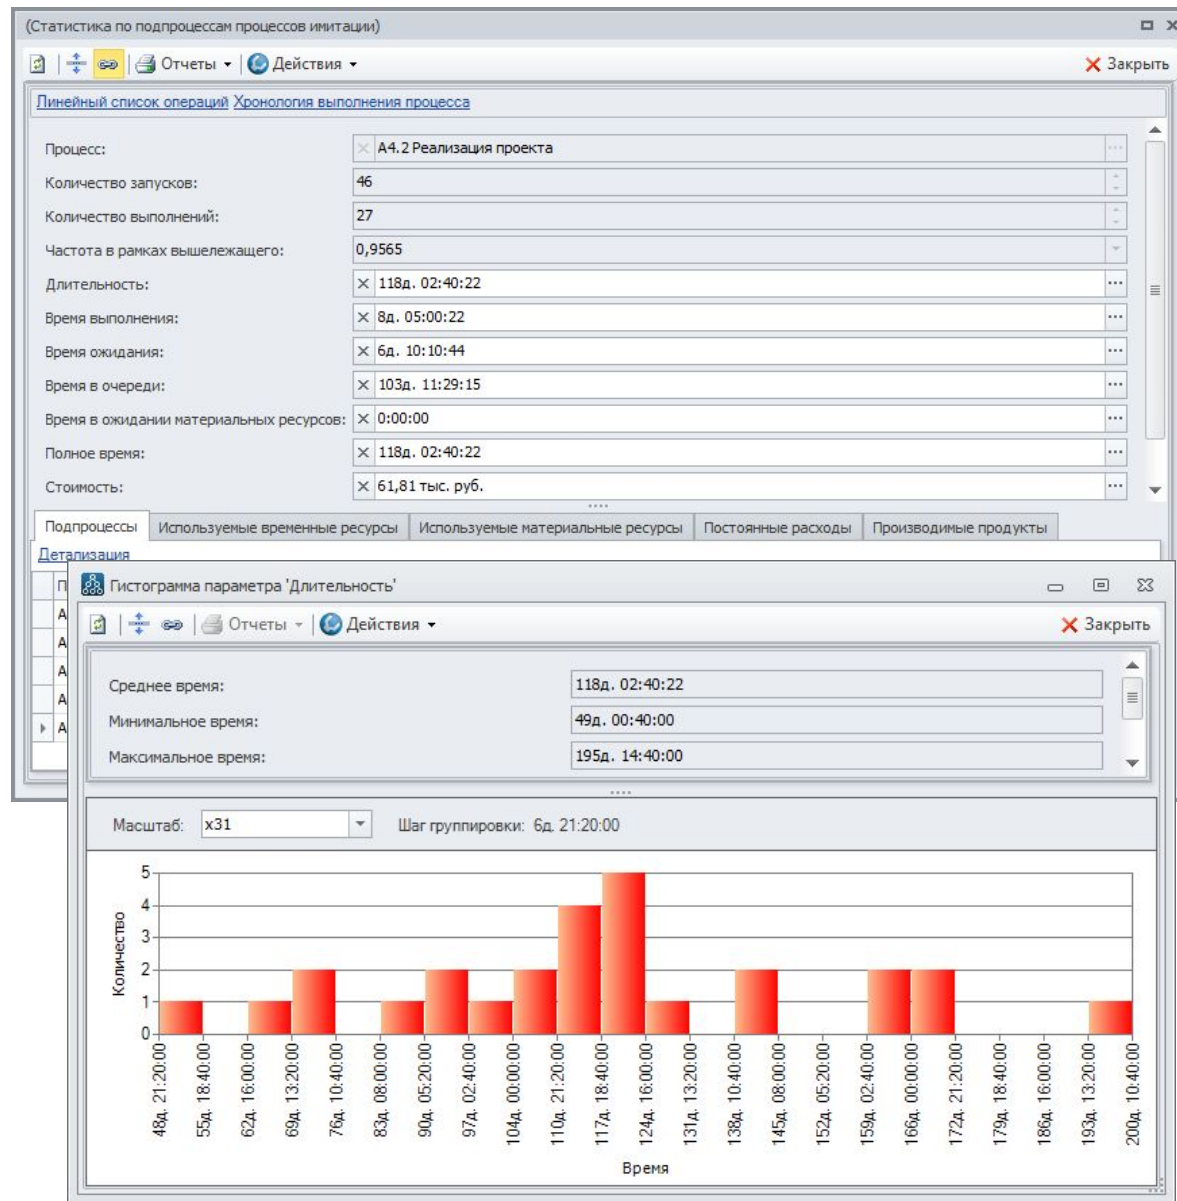 (Статистика по подпроцессам процессов имитации)
Отчеты Действия Закрыть
Линейный список операций Хронология выполнения процесса
Процесс: А4.2 Реализация проекта
Количество запусков: 46
Количество выполнений: 27
Частота в рамках вышележащего: 0,9565
Длительность: 118д. 02:40:22
Время выполнения: 8д. 05:00:22
Время ожидания: 6д. 10:10:44
Время в очереди: 103д. 11:29:15
Время в ожидании материальных ресурсов: 0:00:00
Полное время: 118д. 02:40:22
Стоимость: 61,81 тыс. руб.
Подпроцессы Используемые временные ресурсы Используемые материальные ресурсы Постоянные расходы Производимые продукты
Детализация
П
А
А
А
А
А
Гистограмма параметра 'Длительность'
Отчеты Действия Закрыть
Среднее время: 118д. 02:40:22
Минимальное время: 49д. 00:40:00
Максимальное время: 195д. 14:40:00
Масштаб: x31 Шаг группировки: 6д. 21:20:00
Количество
5
4
3
2
1
0
48д. 21:20:00
55д. 18:40:00
62д. 16:00:00
69д. 13:20:00
76д. 10:40:00
83д. 08:00:00
90д. 05:20:00
97д. 02:40:00
104д. 00:00:00
110д. 21:20:00
117д. 18:40:00
124д. 16:00:00
131д. 13:20:00
138д. 10:40:00
145д. 08:00:00
152д. 05:20:00
159д. 02:40:00
166д. 00:00:00
172д. 21:20:00
179д. 18:40:00
186д. 16:00:00
193д. 13:20:00
200д. 10:40:00
Время